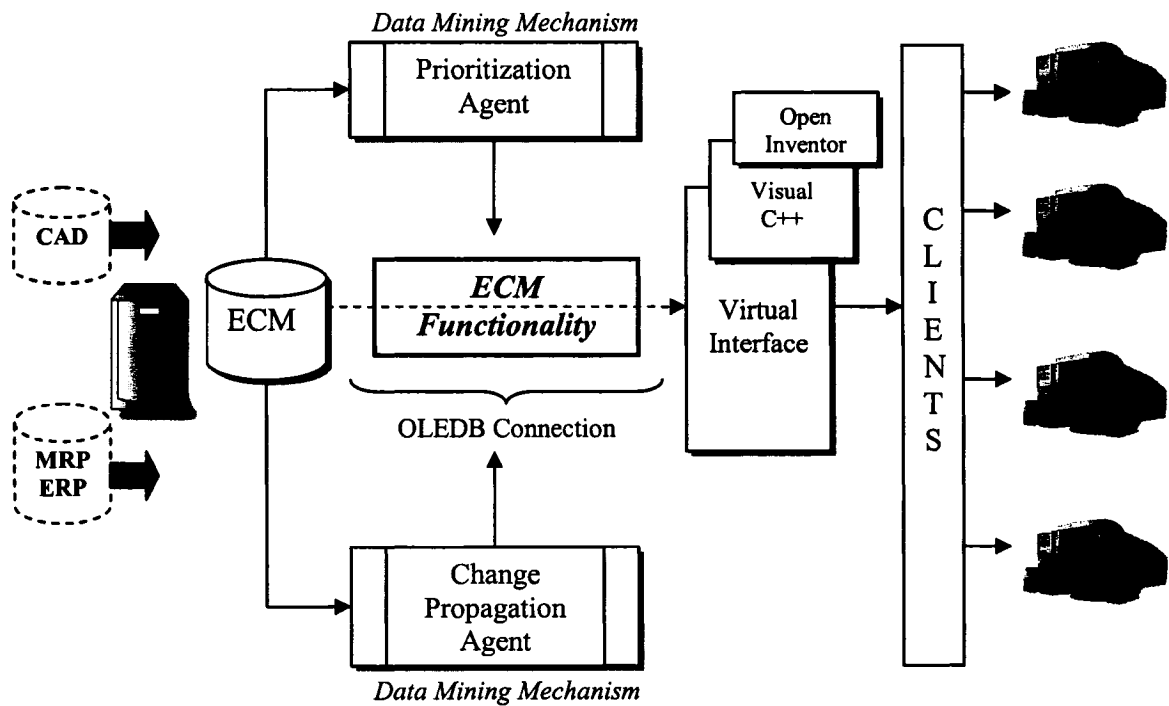 Data Mining Mechanism
Prioritization
Agent
Open
Inventor
Visual
C++
CAD
ECM
ECM
Functionality
Virtual
Interface
CLIENTS
OLEDB Connection
MRP
ERP
Change
Propagation
Agent
Data Mining Mechanism